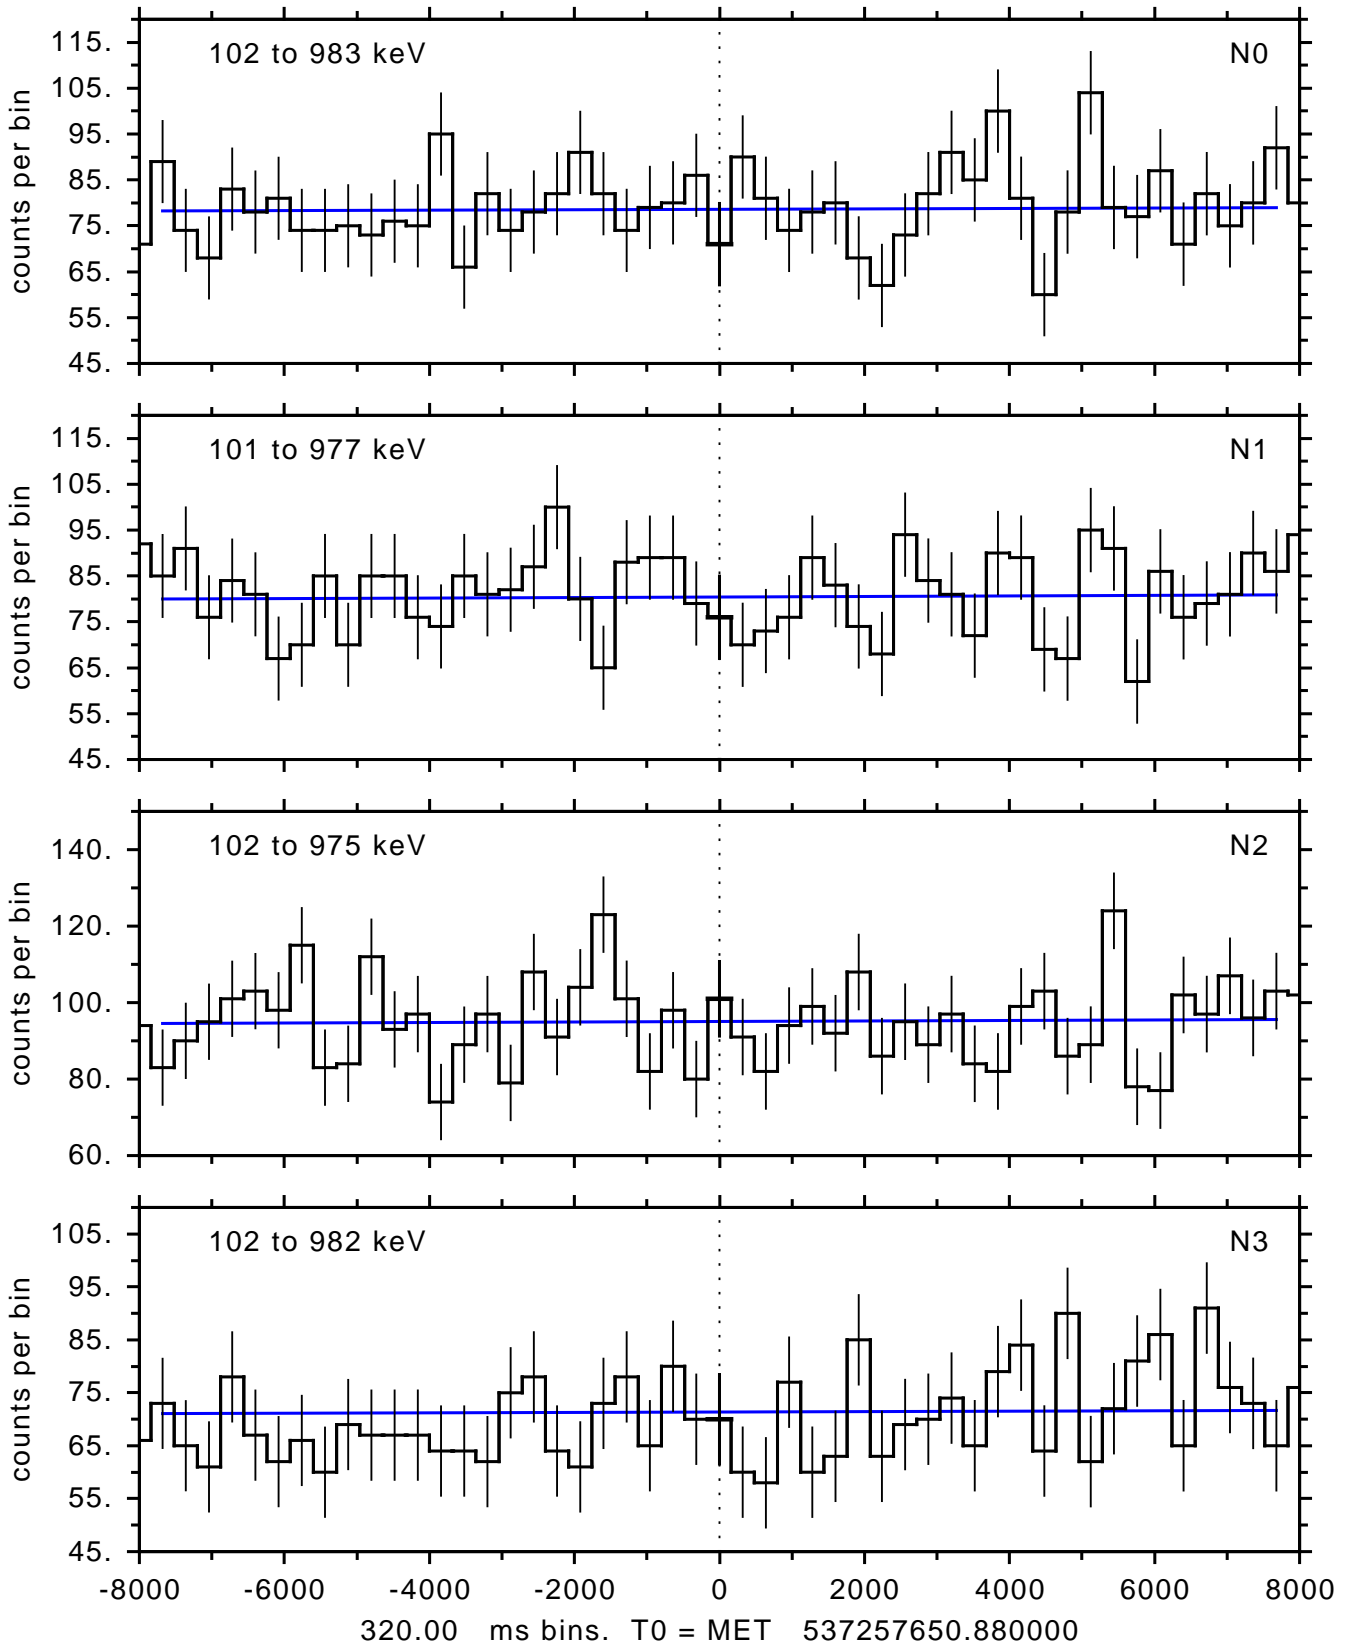 102 to 983 keV N0
115.
105.
95.
85.
75.
65.
55.
45.
counts per bin
101 to 977 keV N1
115.
105.
95.
85.
75.
65.
55.
45.
counts per bin
102 to 975 keV N2
140.
120.
100.
80.
60.
counts per bin
102 to 982 keV N3
105.
95.
85.
75.
65.
55.
45.
counts per bin
-8000 -6000 -4000 -2000 0 2000 4000 6000 8000
320.00 ms bins. T0 = MET 537257650.880000